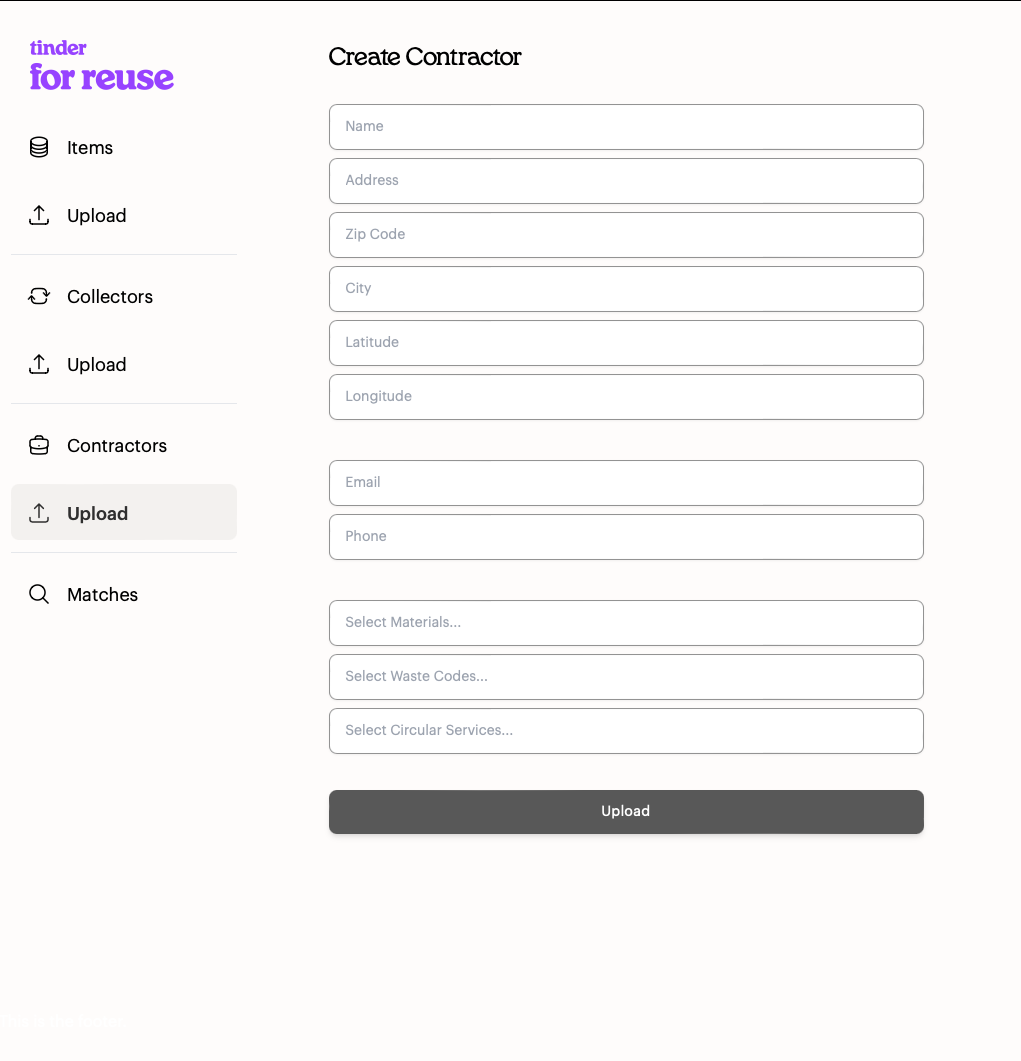 tinder
for reuse
Items
Upload
Collectors
Upload
Contractors
Upload
Matches
Create Contractor
Name
Address
Zip Code
City
Latitude
Longitude
Email
Phone
Select Materials...
Select Waste Codes...
Select Circular Services...
Upload